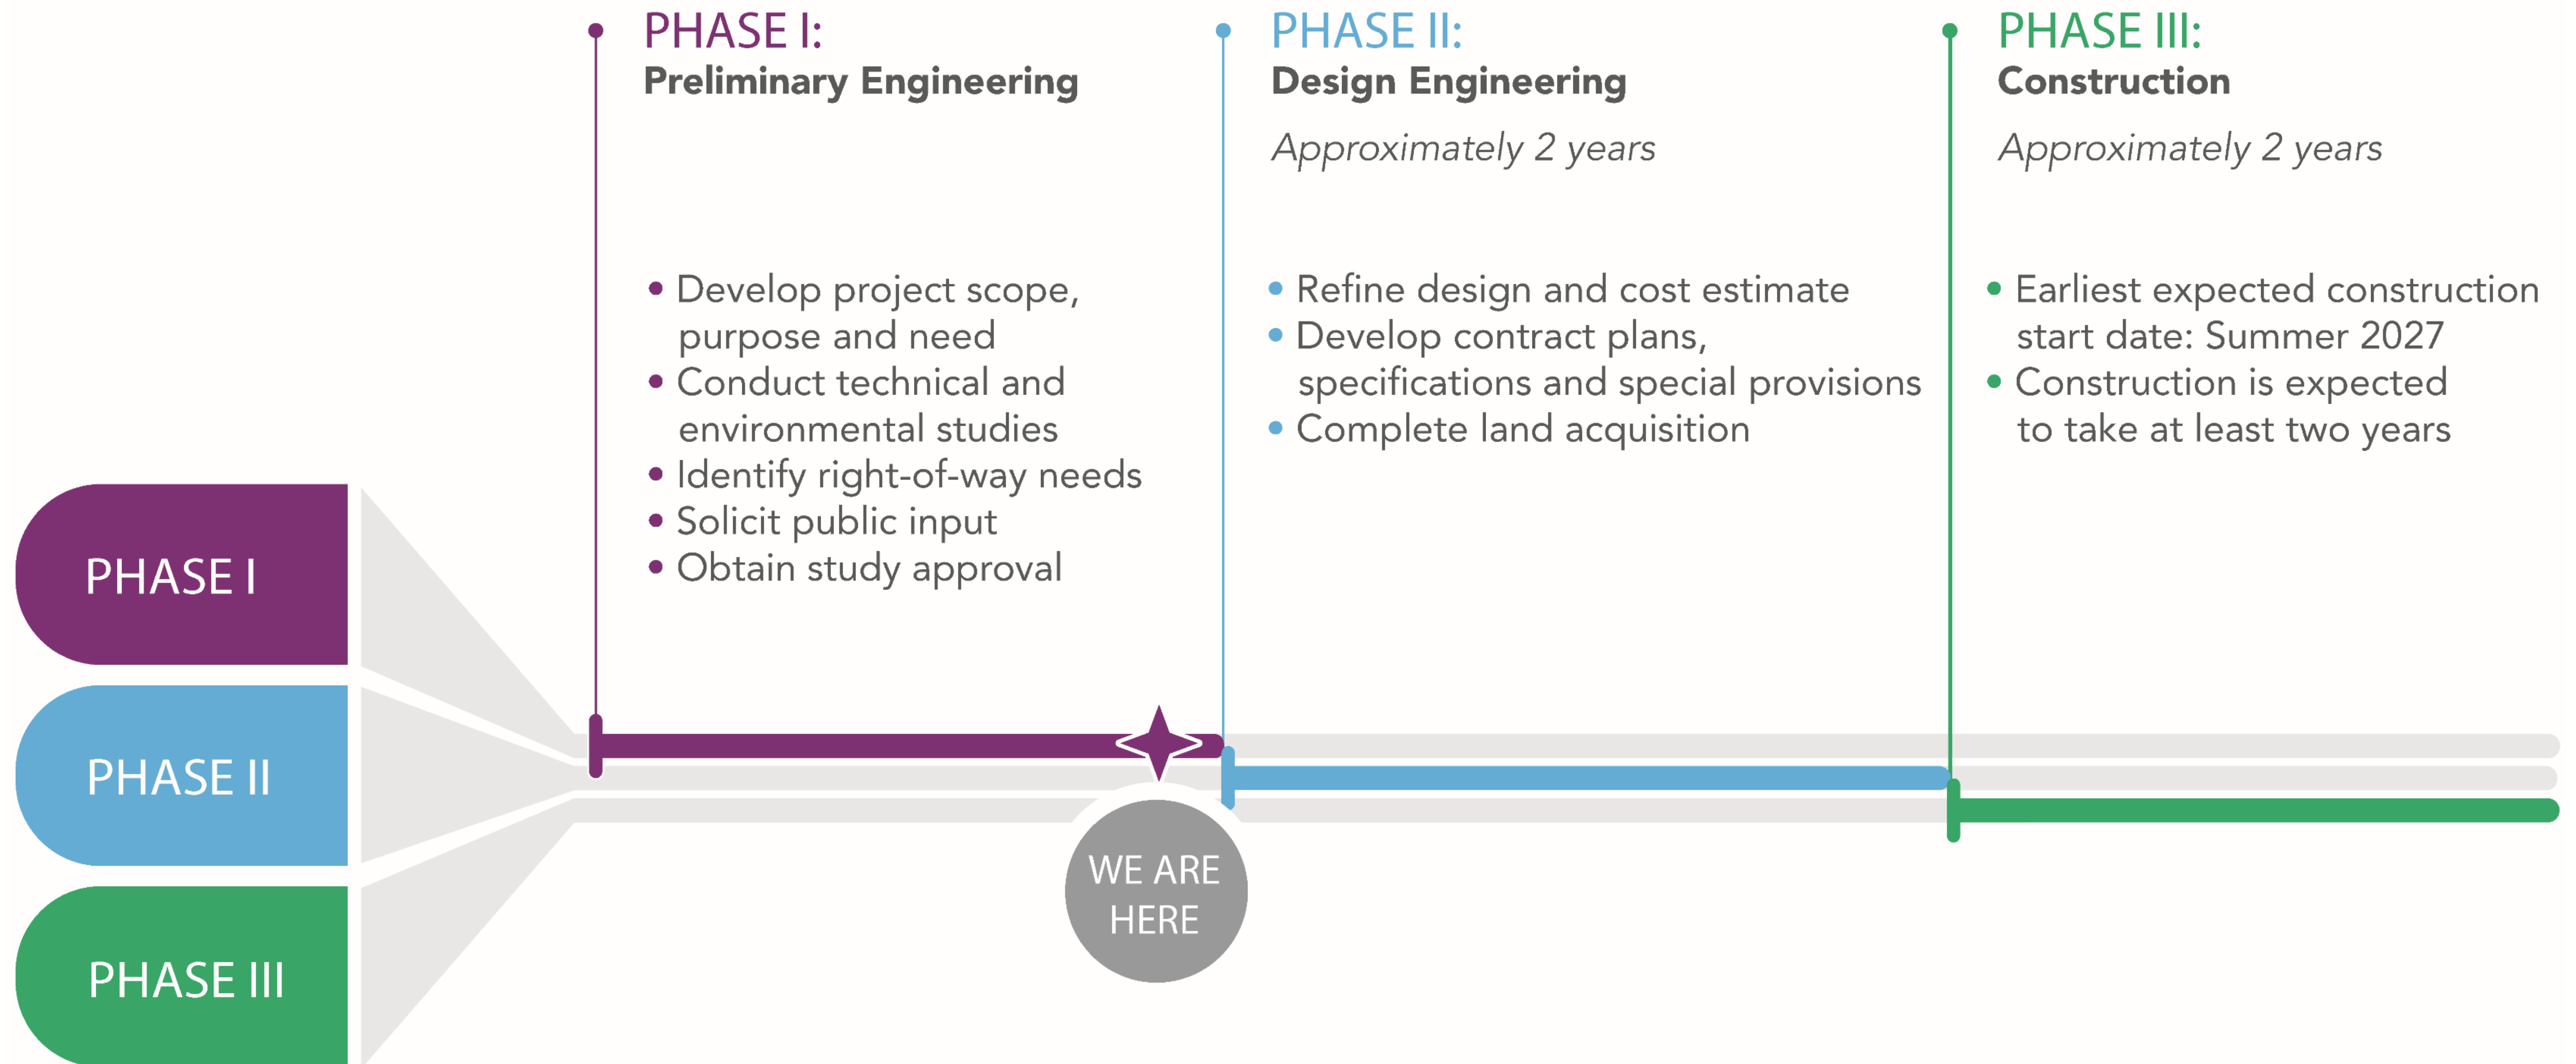 PHASE I:
Preliminary Engineering
• Develop project scope,
purpose and need
• Conduct technical and
environmental studies
• Identify right-of-way needs
• Solicit public input
• Obtain study approval
PHASE II:
Design Engineering
Approximately 2 years
• Refine design and cost estimate
• Develop contract plans,
specifications and special provisions
• Complete land acquisition
PHASE III:
Construction
Approximately 2 years
• Earliest expected construction
start date: Summer 2027
• Construction is expected
to take at least two years
PHASE I
PHASE II
PHASE III
WE ARE
HERE